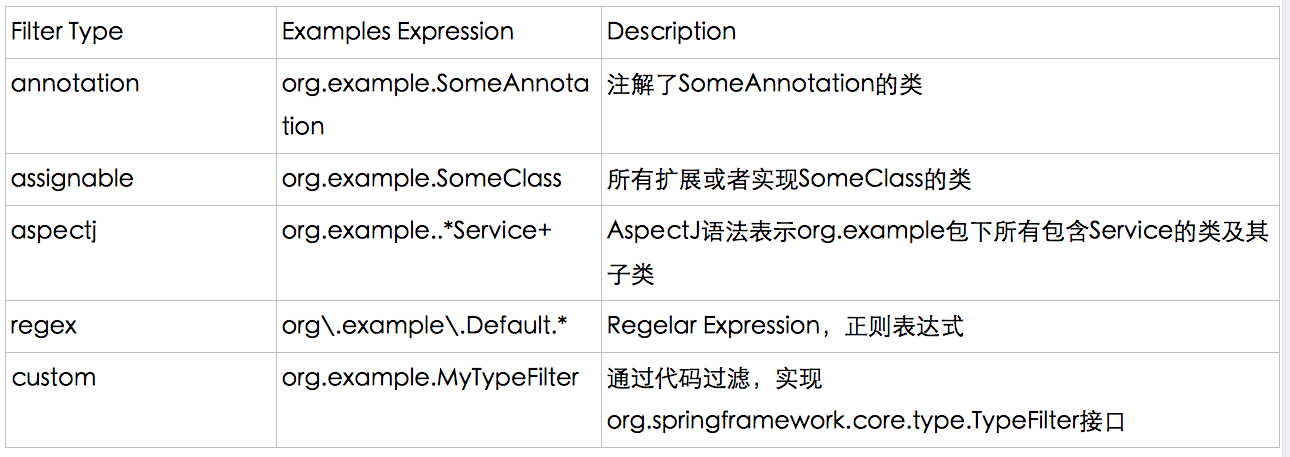 Filter Type Examples Expression Description
annotation org.example.SomeAnnota 注解了SomeAnnotation的类
tion
assignable org.example.SomeClass 所有扩展或者实现SomeClass的类
aspectj org.example..*Service+ AspectJ语法表示org.example包下所有包含Service的类及其
子类
regex org\.example\.Default.* Regelar Expression，正则表达式
custom org.example.MyTypeFilter 通过代码过滤，实现
org.springframework.core.type.TypeFilter接口